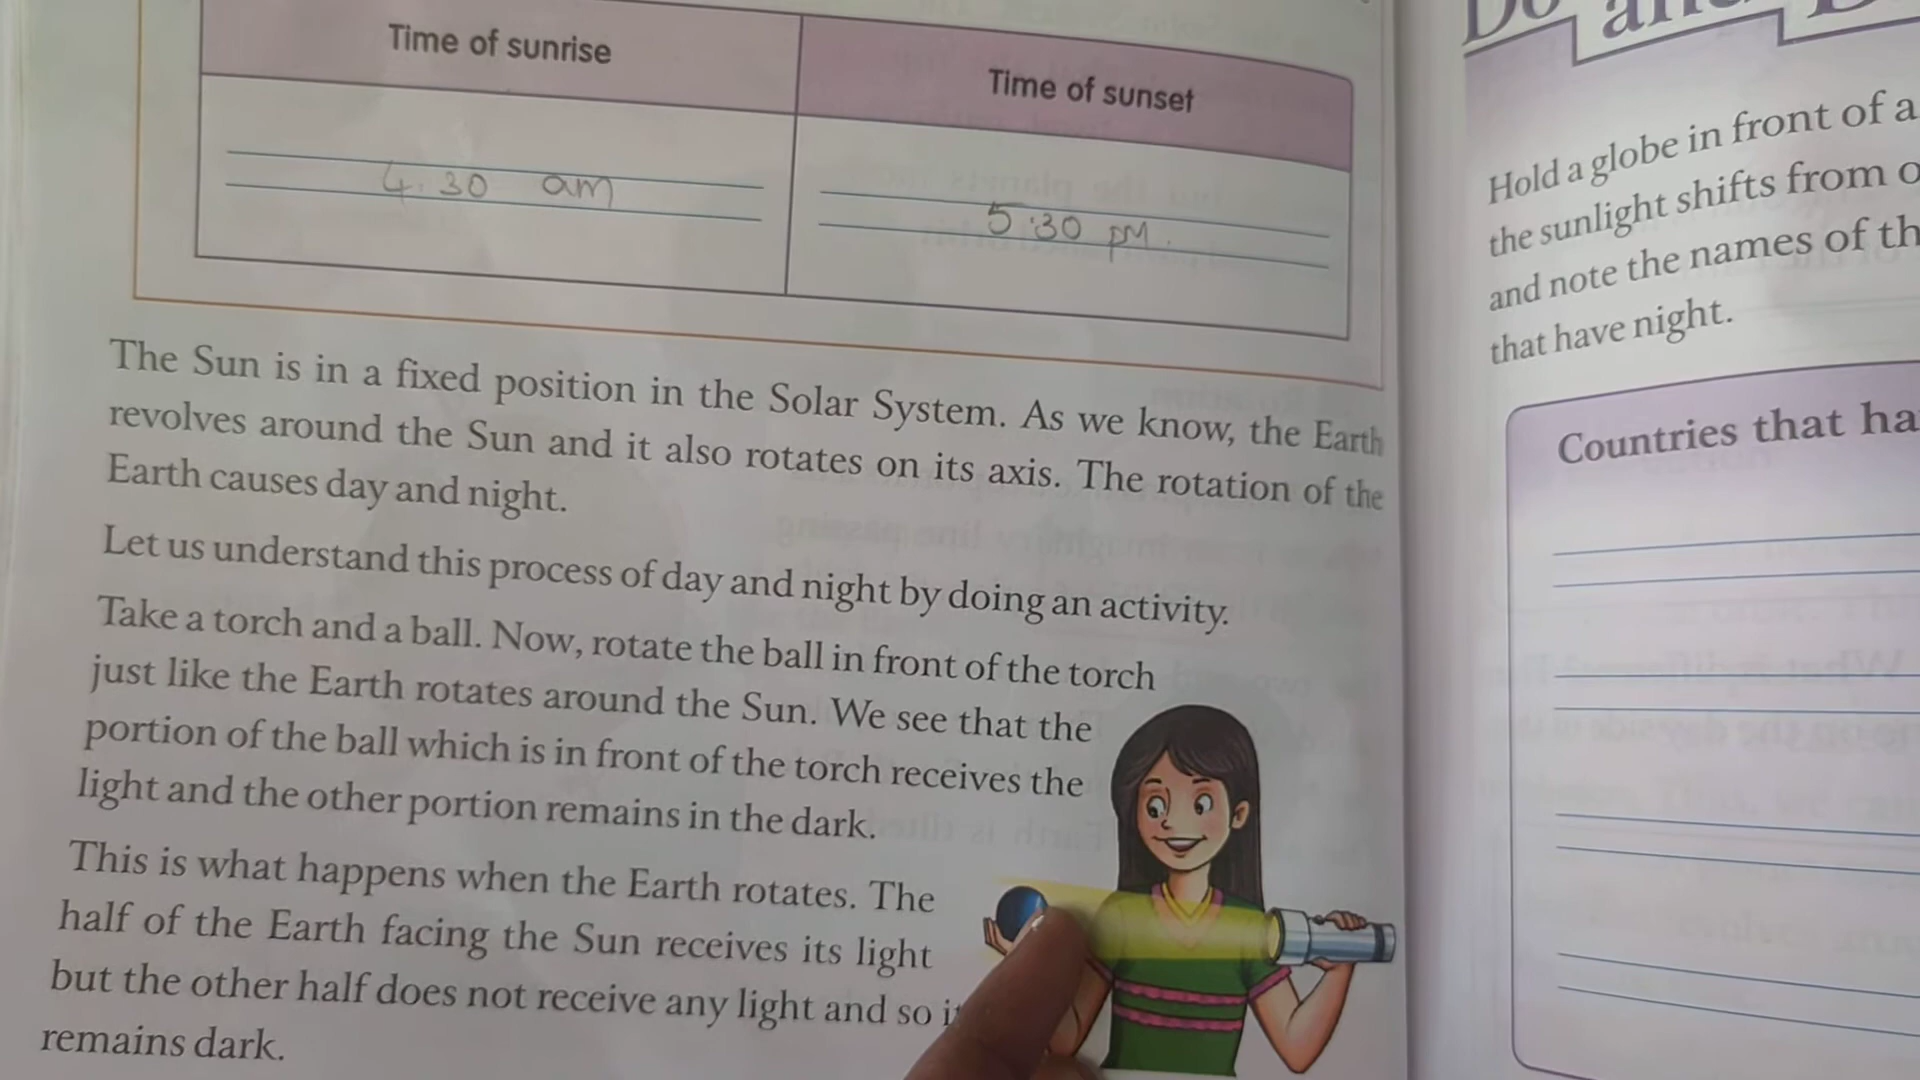 Time of sunrise
Time of sunset
4.30 am
5:30 PM.
The Sun is in a fixed position in the Solar System. As we know, the Earth
revolves around the Sun and it also rotates on its axis. The rotation of the
Earth causes day and night.
Let us understand this process of day and night by doing an activity.
Take a torch and a ball. Now, rotate the ball in front of the torch
just like the Earth rotates around the Sun. We see that the
portion of the ball which is in front of the torch receives the
light and the other portion remains in the dark.
This is what happens when the Earth rotates. The
half of the Earth facing the Sun receives its light
but the other half does not receive any light and so
remains dark.
Hold a globe in front of a
the sunlight shifts from
and note the names of
that have night.
Countries that